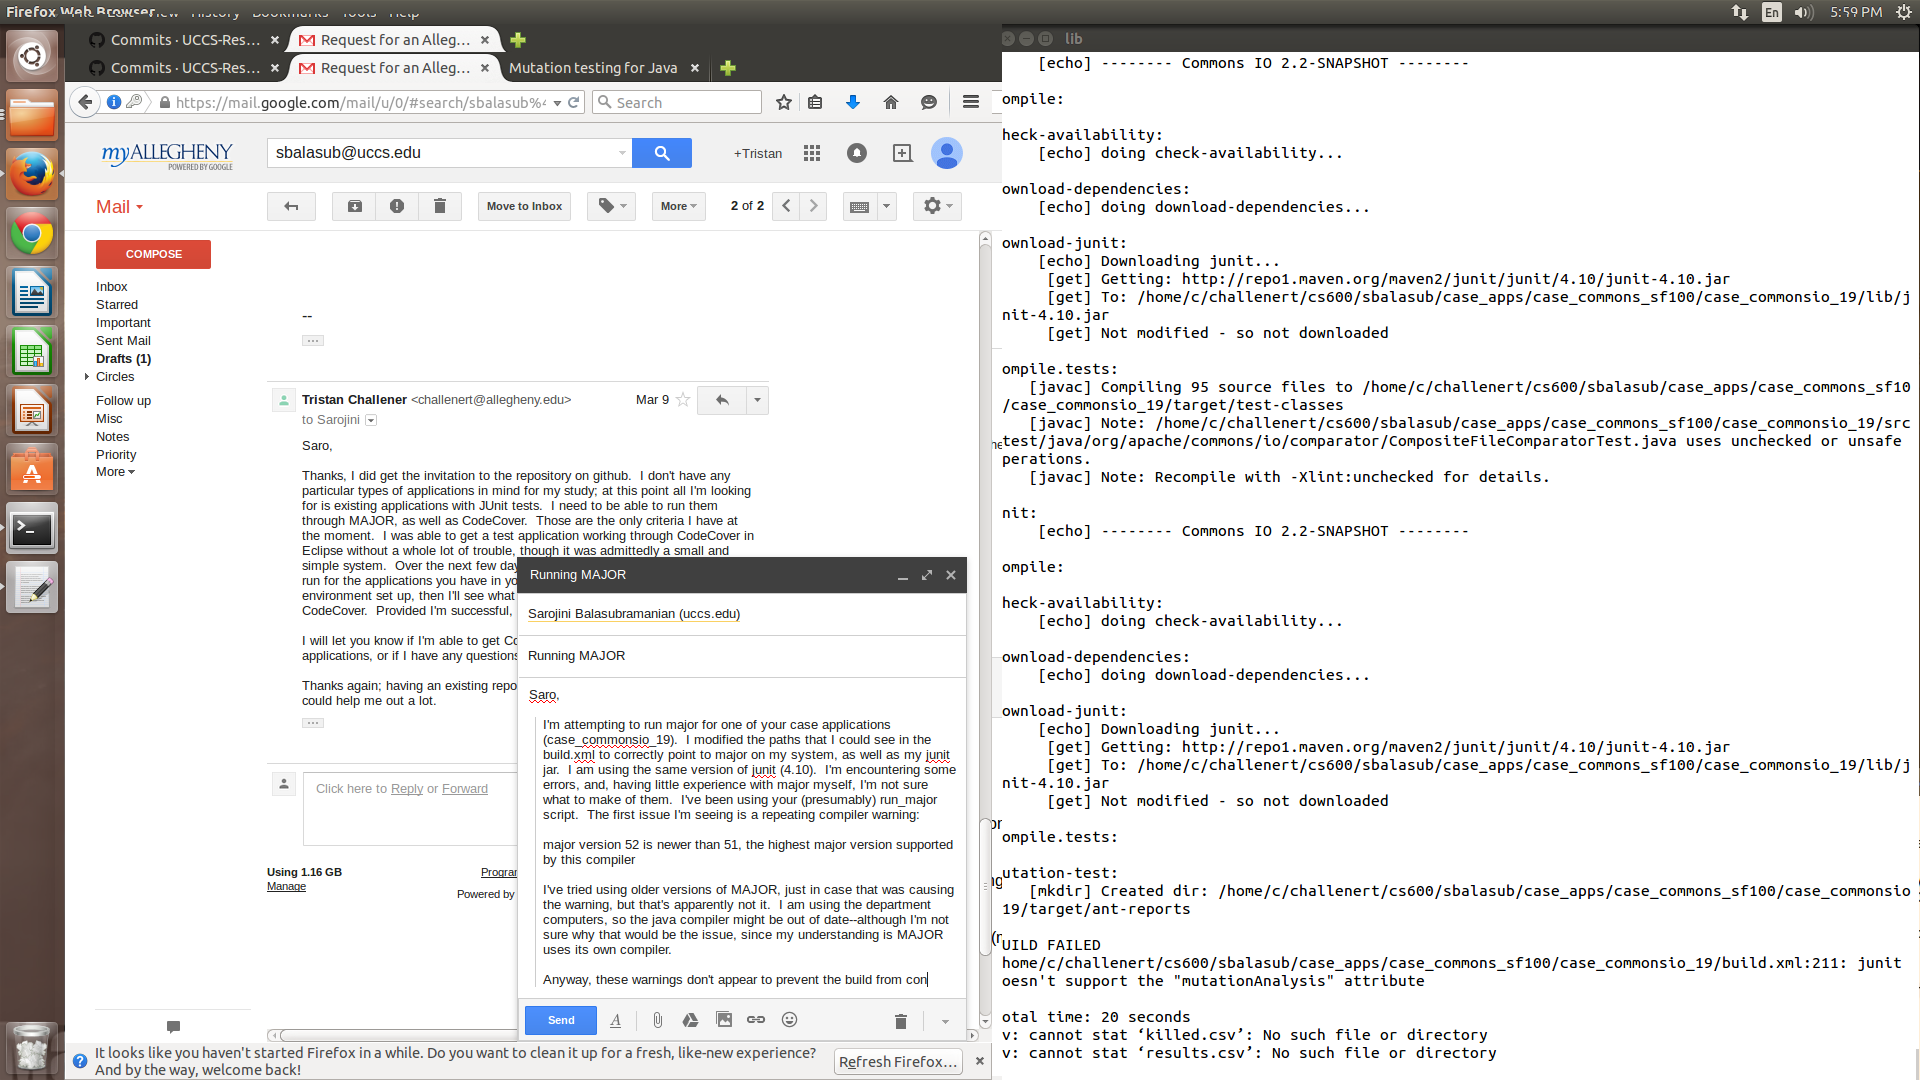 Firefox Web Browser
History Bookmarks Tools Help
En
5:59 PM
Commits · UCCS-Res...
Request for an Alleg...
Commits · UCCS-Res...
Request for an Alleg...
Mutation testing for Java
https://mail.google.com/mail/u/0/#search/sbalasub%4
Search
myALLEGHENY
POWERED BY GOOGLE
sbalasub@uccs.edu
+Tristan
Mail
Move to Inbox
More
2 of 2
COMPOSE
Inbox
Starred
Important
Sent Mail
Drafts (1)
Circles
Follow up
Misc
Notes
Priority
More
--
Tristan Challener <challenert@allegheny.edu>
Mar 9
to Sarojini
Saro,
Thanks, I did get the invitation to the repository on github.  I don't have any
particular types of applications in mind for my study; at this point all I'm looking
for is existing applications with JUnit tests.  I need to be able to run them
through MAJOR, as well as CodeCover.  Those are the only criteria I have at
the moment.  I was able to get a test application working through CodeCover in
Eclipse without a whole lot of trouble, though it was admittedly a small and
simple system.  Over the next few day
run for the applications you have in yo
environment set up, then I'll see what
CodeCover.  Provided I'm successful,
I will let you know if I'm able to get Co
applications, or if I have any questions
Thanks again; having an existing repo
could help me out a lot.
Click here to Reply or Forward
Using 1.16 GB
Manage
Program
Powered by
Running MAJOR
Sarojini Balasubramanian (uccs.edu)
Running MAJOR
Saro,
I'm attempting to run major for one of your case applications
(case_commonsio_19).  I modified the paths that I could see in the
build.xml to correctly point to major on my system, as well as my junit
jar.  I am using the same version of junit (4.10).  I'm encountering some
errors, and, having little experience with major myself, I'm not sure
what to make of them.  I've been using your (presumably) run_major
script.  The first issue I'm seeing is a repeating compiler warning:
major version 52 is newer than 51, the highest major version supported
by this compiler
I've tried using older versions of MAJOR, just in case that was causing
the warning, but that's apparently not it.  I am using the department
computers, so the java compiler might be out of date--although I'm not
sure why that would be the issue, since my understanding is MAJOR
uses its own compiler.
Anyway, these warnings don't appear to prevent the build from con
Send
It looks like you haven't started Firefox in a while. Do you want to clean it up for a fresh, like-new experience?
And by the way, welcome back!
Refresh Firefox...
lib
[echo] -------- Commons IO 2.2-SNAPSHOT --------
ompile:
heck-availability:
[echo] doing check-availability...
ownload-dependencies:
[echo] doing download-dependencies...
ownload-junit:
[echo] Downloading junit...
[get] Getting: http://repo1.maven.org/maven2/junit/junit/4.10/junit-4.10.jar
[get] To: /home/c/challenert/cs600/sbalasub/case_apps/case_commons_sf100/case_commonsio_19/lib/j
nit-4.10.jar
[get] Not modified - so not downloaded
ompile.tests:
[javac] Compiling 95 source files to /home/c/challenert/cs600/sbalasub/case_apps/case_commons_sf10
/case_commonsio_19/target/test-classes
[javac] Note: /home/c/challenert/cs600/sbalasub/case_apps/case_commons_sf100/case_commonsio_19/src
test/java/org/apache/commons/io/comparator/CompositeFileComparatorTest.java uses unchecked or unsafe
perations.
[javac] Note: Recompile with -Xlint:unchecked for details.
nit:
[echo] -------- Commons IO 2.2-SNAPSHOT --------
ompile:
heck-availability:
[echo] doing check-availability...
ownload-dependencies:
[echo] doing download-dependencies...
ownload-junit:
[echo] Downloading junit...
[get] Getting: http://repo1.maven.org/maven2/junit/junit/4.10/junit-4.10.jar
[get] To: /home/c/challenert/cs600/sbalasub/case_apps/case_commons_sf100/case_commonsio_19/lib/j
nit-4.10.jar
[get] Not modified - so not downloaded
ompile.tests:
utation-test:
[mkdir] Created dir: /home/c/challenert/cs600/sbalasub/case_apps/case_commons_sf100/case_commonsio
19/target/ant-reports
UILD FAILED
home/c/challenert/cs600/sbalasub/case_apps/case_commons_sf100/case_commonsio_19/build.xml:211: junit
oesn't support the "mutationAnalysis" attribute
otal time: 20 seconds
v: cannot stat ‘killed.csv’: No such file or directory
v: cannot stat ‘results.csv’: No such file or directory